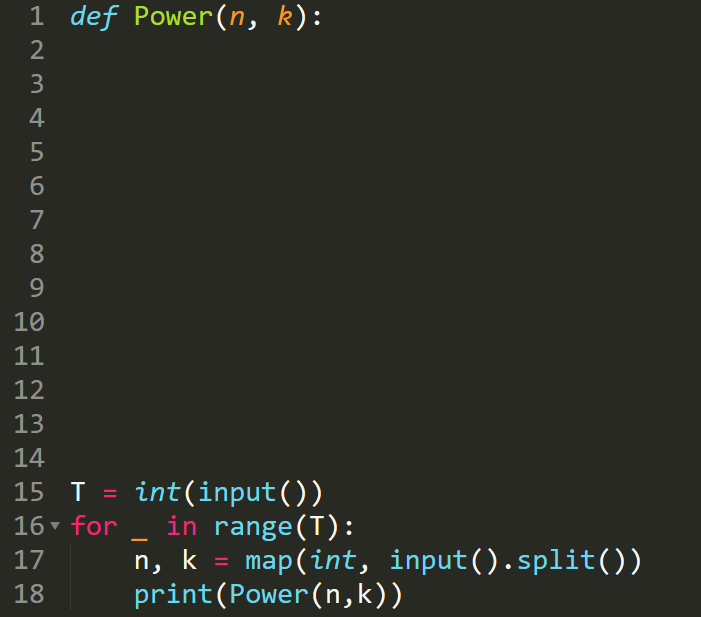 1 def Power(n, k):
2
3
4
5
6
7
8
9
10
11
12
13
14
15 T = int(input())
16 for _ in range(T):
17     n, k = map(int, input().split())
18     print(Power(n,k))